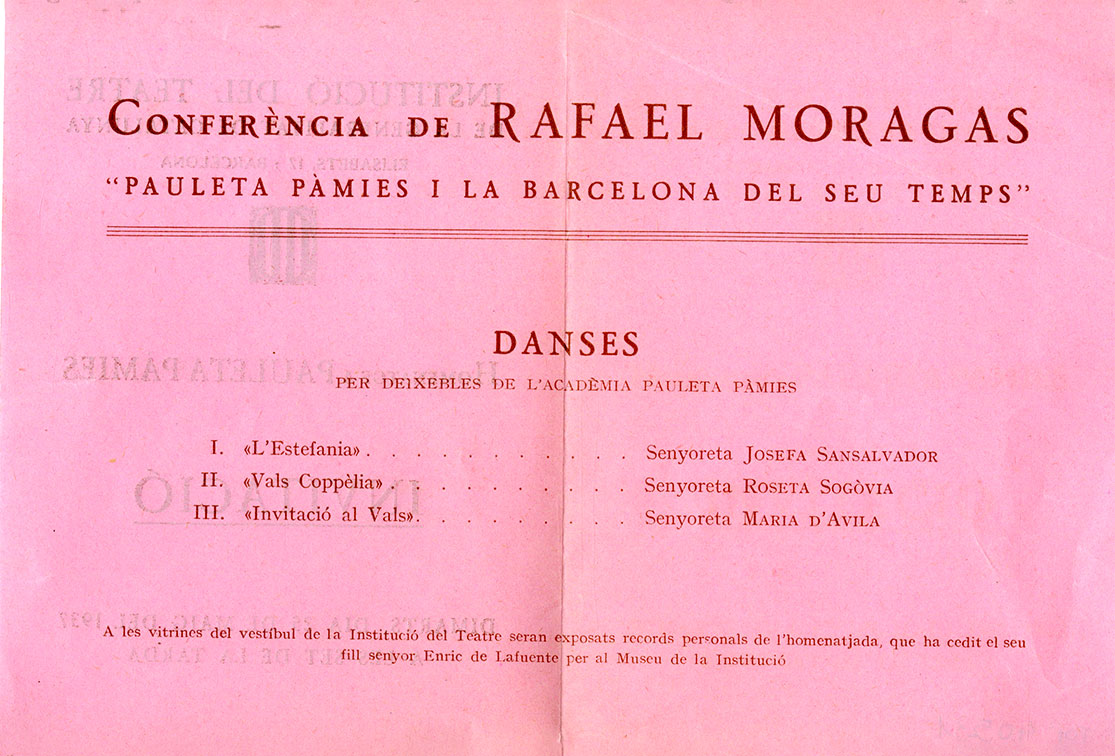 CONFERÈNCIA DE RAFAEL MORAGAS
“PAULETA PÀMIES I LA BARCELONA DEL SEU TEMPS”
DANSES
PER DEIXEBLES DE L’ACADÈMIA PAULETA PÀMIES
I. «L’Estefania» . . . . . . . . . . . Senyoreta JOSEFA SANSALVADOR
II. «Vals Coppèlia» . . . . . . . . . . Senyoreta ROSETA SOGÒVIA
III. «Invitació al Vals» . . . . . . . . . Senyoreta MARIA D’AVILA
A les vitrines del vestíbul de la Institució del Teatre seran exposats records personals de l’homenatjada, que ha cedit el seu
fill senyor Enric de Lafuente per al Museu de la Institució